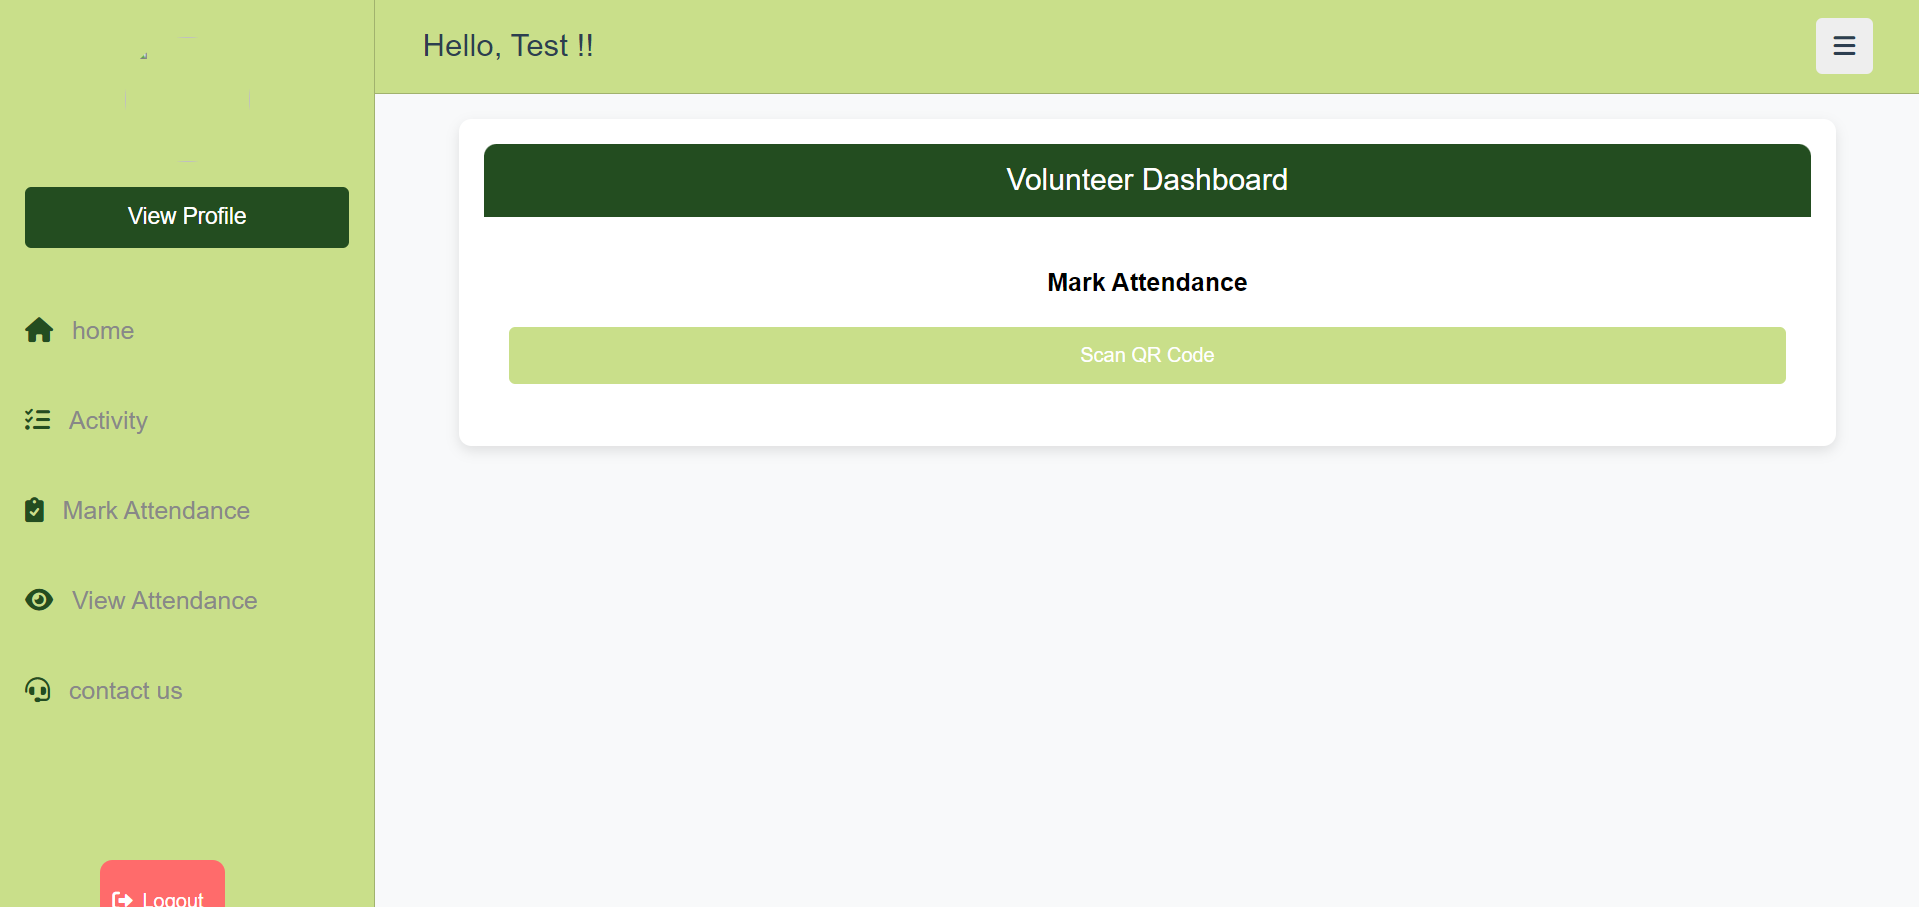 Hello, Test !!
View Profile
home
Activity
Mark Attendance
View Attendance
contact us
Logout
Volunteer Dashboard
Mark Attendance
Scan QR Code